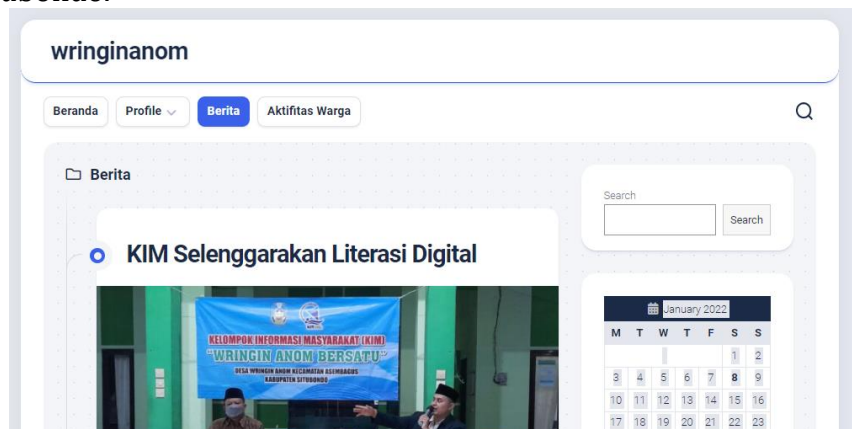 wringinanom
Beranda
Profile
Berita
Aktifitas Warga
Berita
KIM Selenggarakan Literasi Digital
KELOMPOK INFORMASI MASYARAKAT (KIM)
"WRINGIN ANOM BERSATU"
DESA WRINGIN ANOM KECAMATAN ASEMBAGUS
KABUPATEN SITUBONDO
Search
Search
January 2022
M T W T F S S
1 2
3 4 5 6 7 8 9
10 11 12 13 14 15 16
17 18 19 20 21 22 23